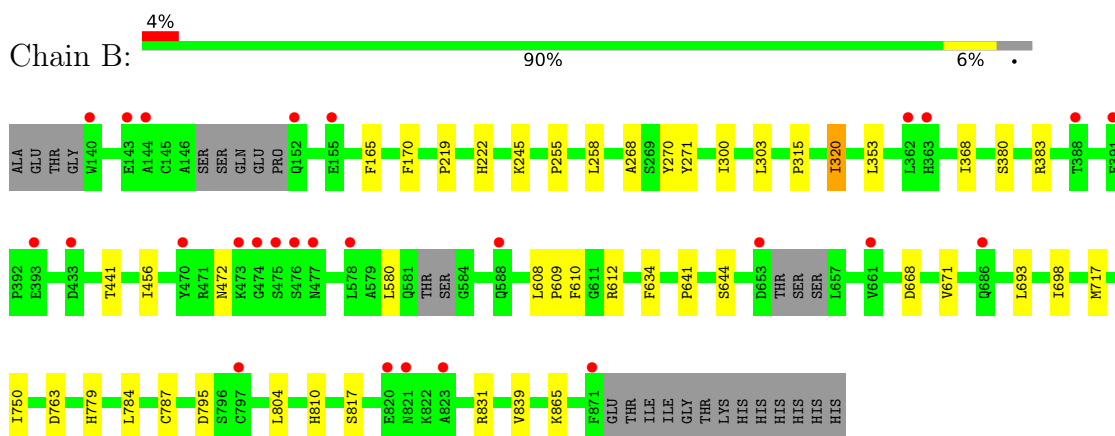 4%
Chain B:
90% 6% •
ALA GLU THR GLY W140 E143 A144 C145 A146 SER SER GLN GLU PRO Q152 E155 F165 F170 P219 H222 K245 P255 L258 A268 S269 Y270 Y271 I300 L303 P315 I320 L353 L362 H363 I368 S380 R383 T388
P392 E393 D433 T441 I456 Y470 R471 N472 K473 G474 S475 S476 N477 L578 A579 L580 Q581 THR SER G584 Q588 L608 P609 F610 G611 R612 F634 P641 S644 D653 THR SER SER L657 V661 D668 V671 Q686 L693 I698 M717
I750 D763 H779 L784 C787 D795 S796 C797 L804 H810 S817 E820 N821 K822 A823 R831 V839 K865 F871 GLU THR ILE ILE GLY THR LYS HIS HIS HIS HIS HIS HIS